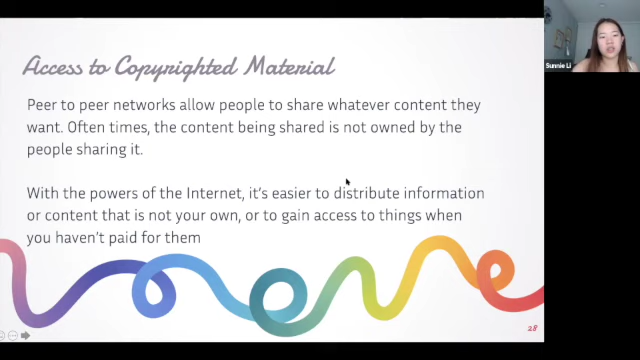 Access to Copyrighted Material
Peer to peer networks allow people to share whatever content they
want. Often times, the content being shared is not owned by the
people sharing it.
With the powers of the Internet, it's easier to distribute information
or content that is not your own, or to gain access to things when
you haven't paid for them
28
Sunnie Li